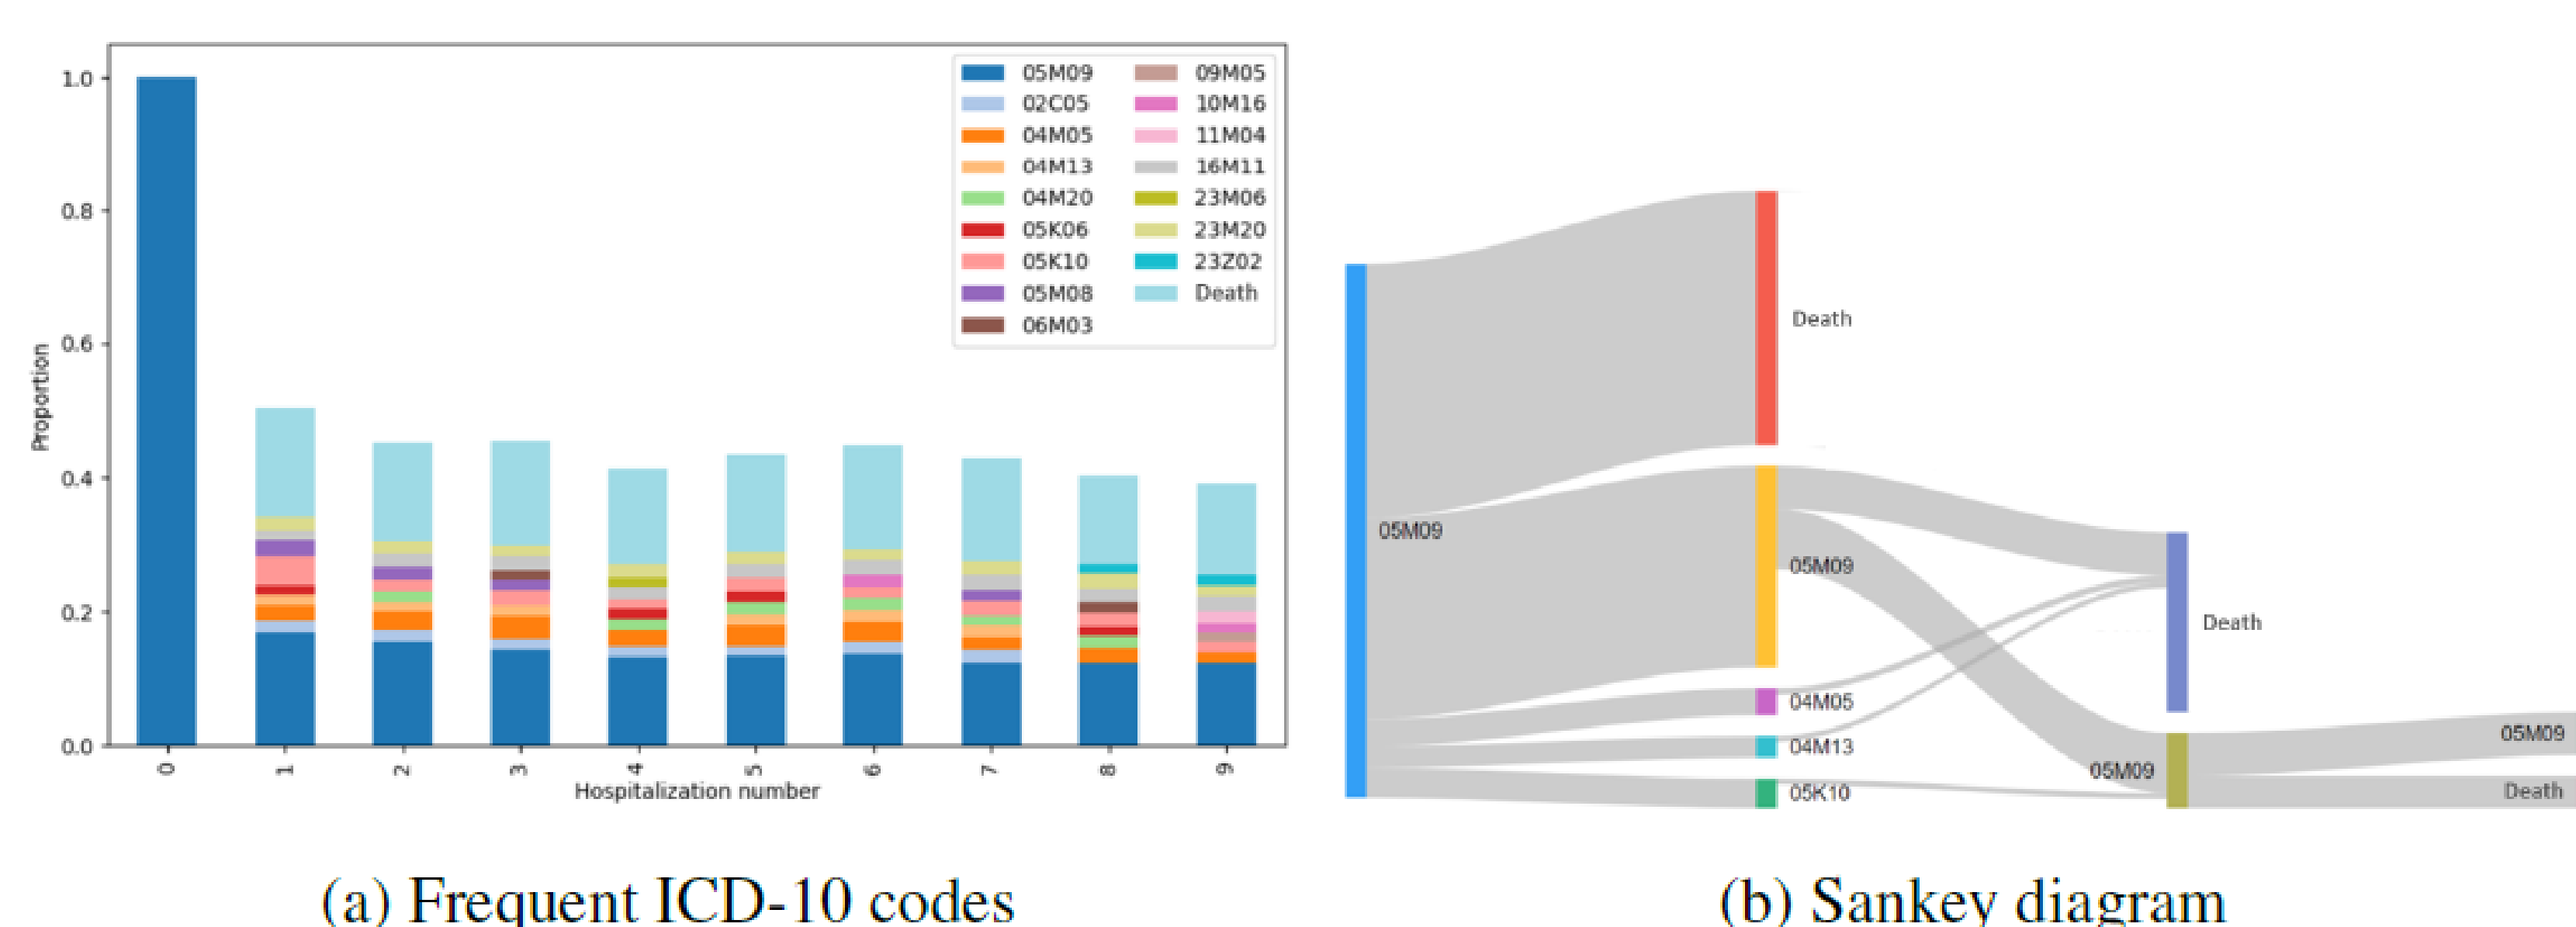 1.0
0.8
0.6
0.4
0.2
0.0
Proportion
0 1 2 3 4 5 6 7 8 9
Hospitalization number
05M09 09M05
02C05 10M16
04M05 11M04
04M13 16M11
04M20 23M06
05K06 23M20
05K10 23Z02
05M08 Death
06M03
(a) Frequent ICD-10 codes
05M09
Death
05M09
04M05
04M13
05K10
Death
05M09
05M09
Death
(b) Sankey diagram